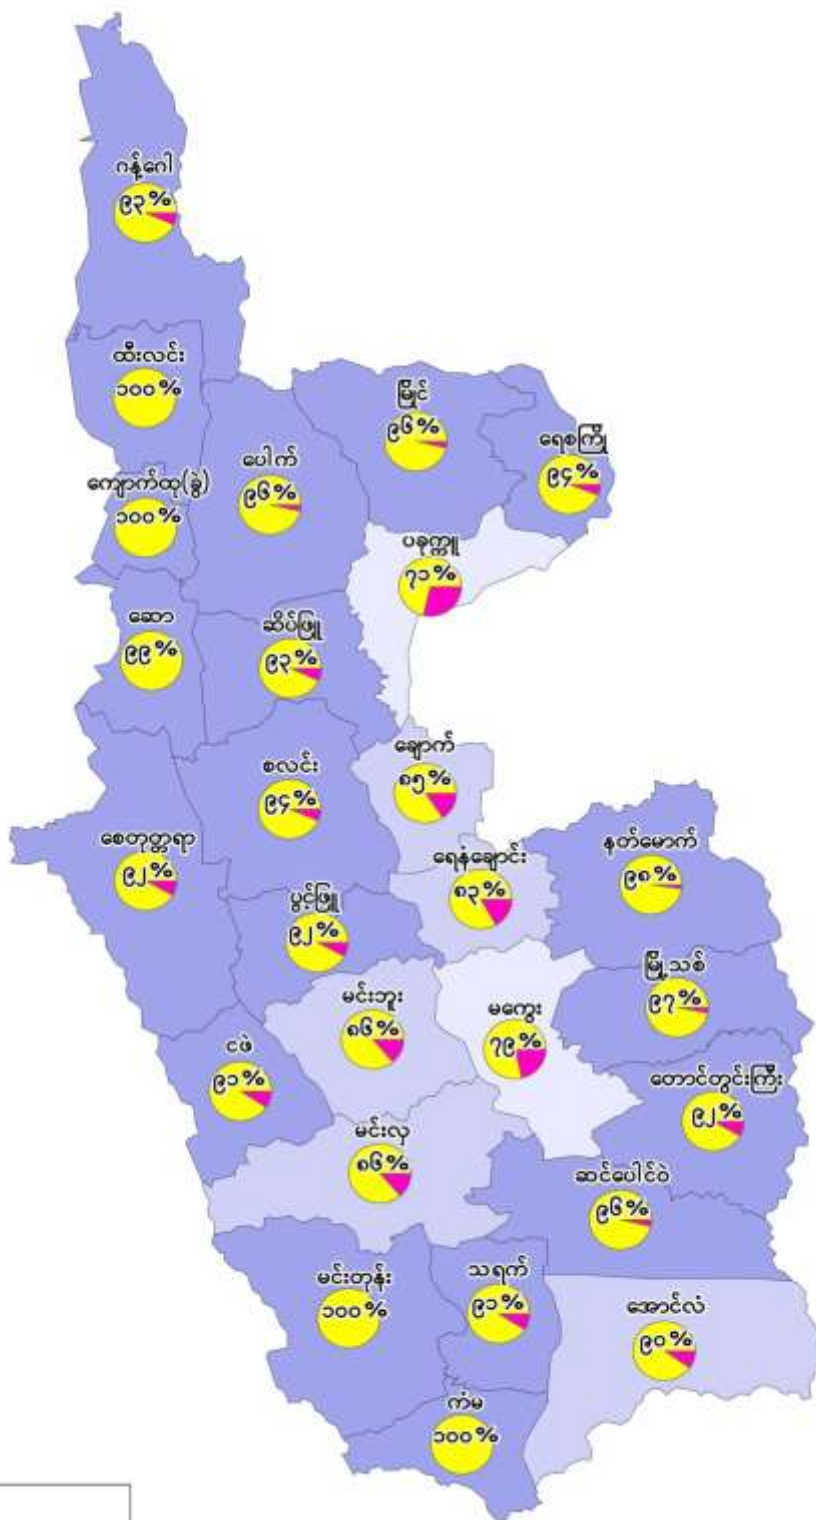 ဂန့်ဂေါ
၉၃%
ထီးလင်း
၁၀၀%
မြိုင်
၉၆%
ရေစကြို
၉၄%
ပေါက်
၉၆%
ကျောက်ထု(ခွဲ)
၁၀၀%
ပခုက္ကူ
၇၁%
ဆော
၉၉%
ဆိပ်ဖြူ
၉၃%
ချောက်
၈၅%
စလင်း
၉၄%
စေတုတ္တရာ
၉၂%
ရေနံချောင်း
၈၃%
နတ်မောက်
၉၈%
ပွင့်ဖြူ
၉၂%
မြို့သစ်
၉၇%
မင်းဘူး
၈၆%
မကွေး
၇၉%
ငဖဲ
၉၁%
တောင်တွင်းကြီး
၉၂%
မင်းလှ
၈၆%
ဆင်ပေါင်ဝဲ
၉၆%
မင်းတုန်း
၁၀၀%
သရက်
၉၁%
အောင်လံ
၉၀%
ကံမ
၁၀၀%